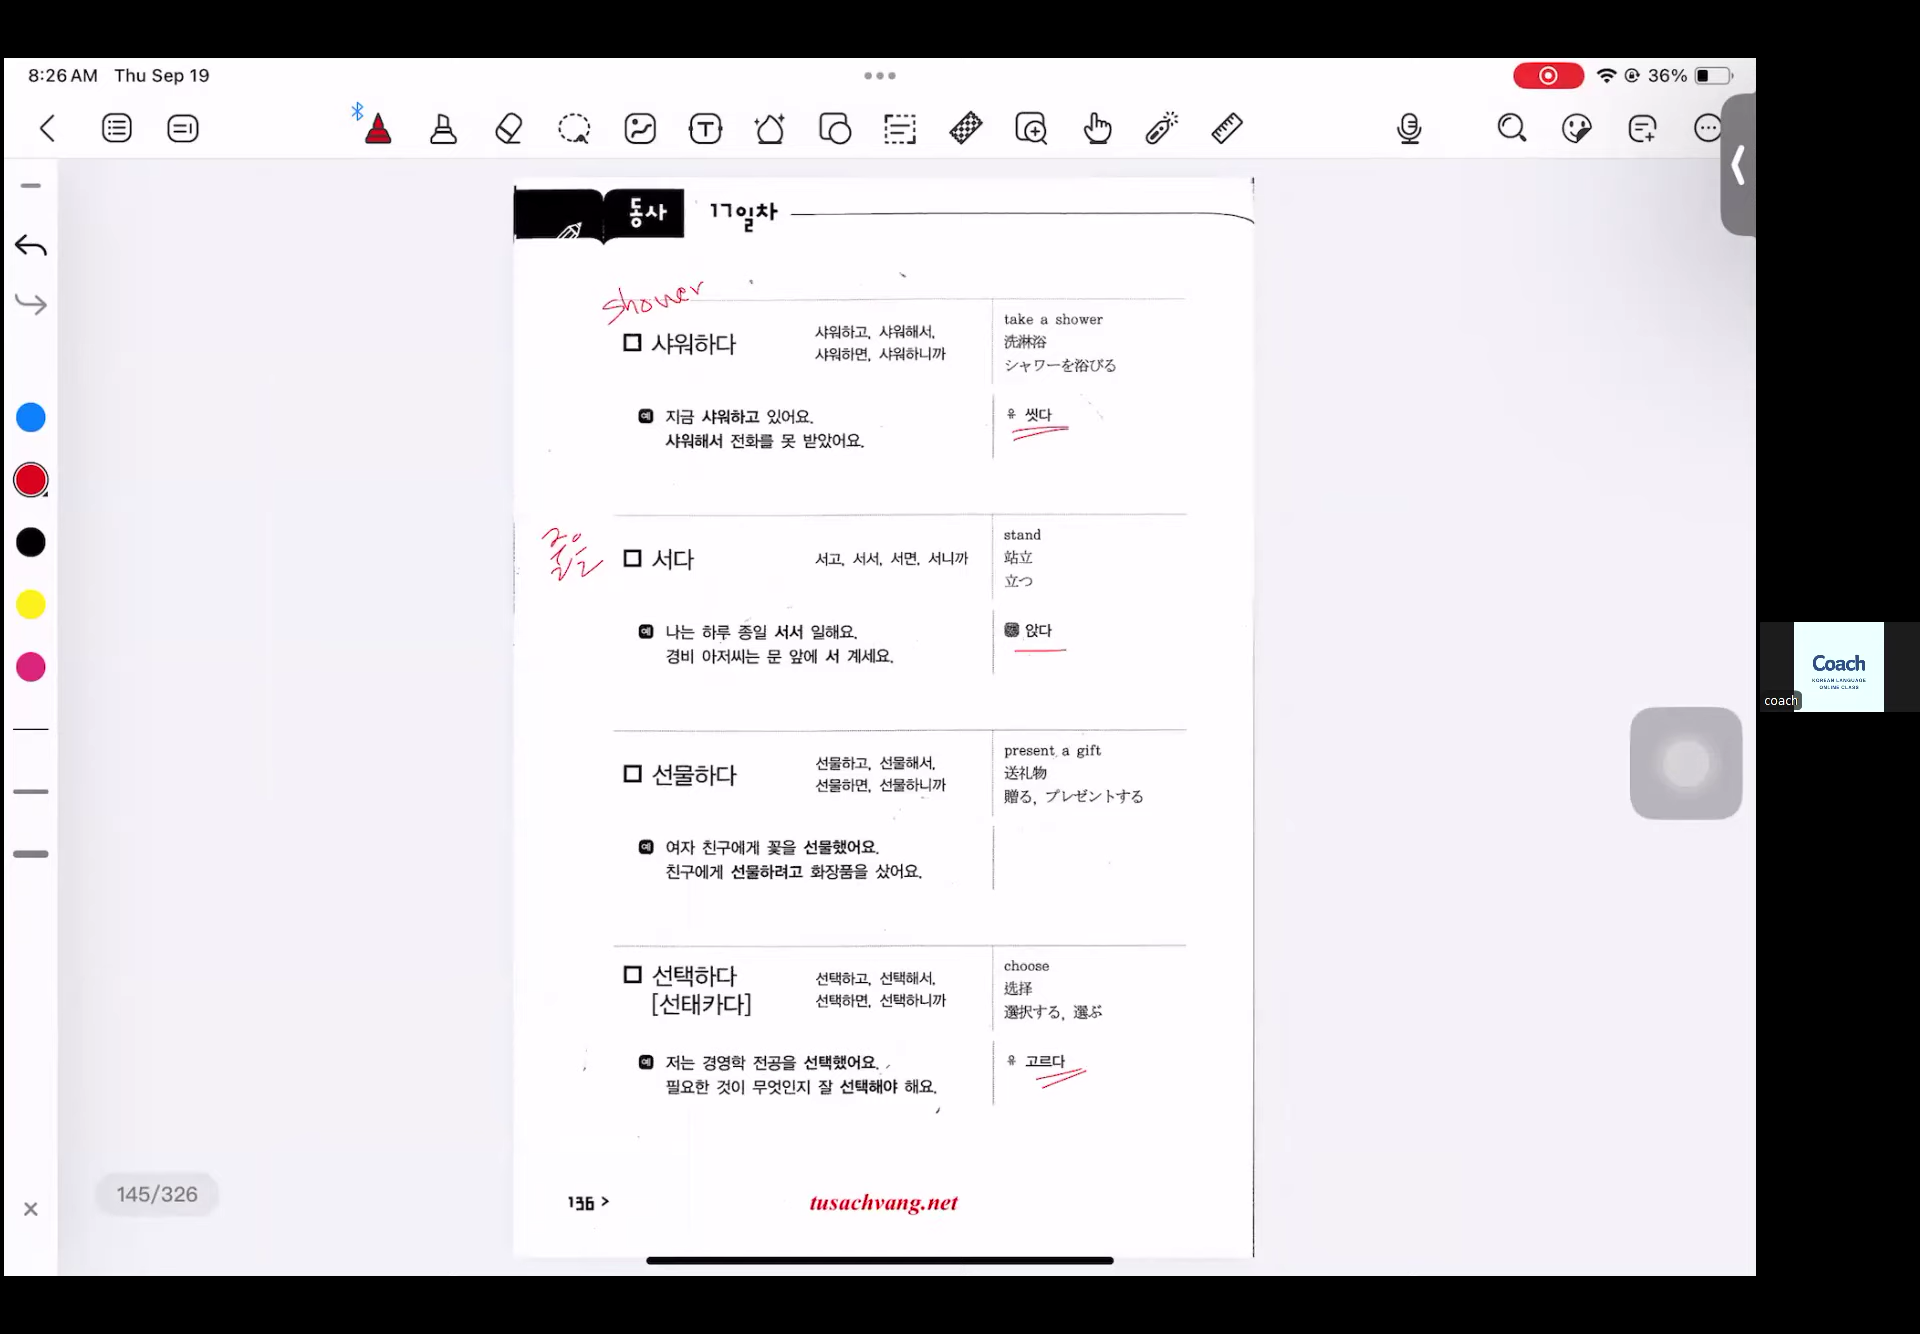 8:26 AM Thu Sep 19
36%
동사 17일차
shower
샤워하다
샤워하고, 샤워해서,
샤워하면, 샤워하니까
take a shower
洗淋浴
シャワーを浴びる
예 지금 샤워하고 있어요.
샤워해서 전화를 못 받았어요.
유 씻다
서다
서고, 서서, 서면, 서니까
stand
站立
立つ
예 나는 하루 종일 서서 일해요.
경비 아저씨는 문 앞에 서 계세요.
앉다
선물하다
선물하고, 선물해서,
선물하면, 선물하니까
present a gift
送礼物
贈る, プレゼントする
예 여자 친구에게 꽃을 선물했어요.
친구에게 선물하려고 화장품을 샀어요.
선택하다
[선태카다]
선택하고, 선택해서,
선택하면, 선택하니까
choose
选择
選択する, 選ぶ
예 저는 경영학 전공을 선택했어요.
필요한 것이 무엇인지 잘 선택해야 해요.
유 고르다
136 >
tusachvang.net
145/326
Coach
KOREAN LANGUAGE
ONLINE CLASS
coach